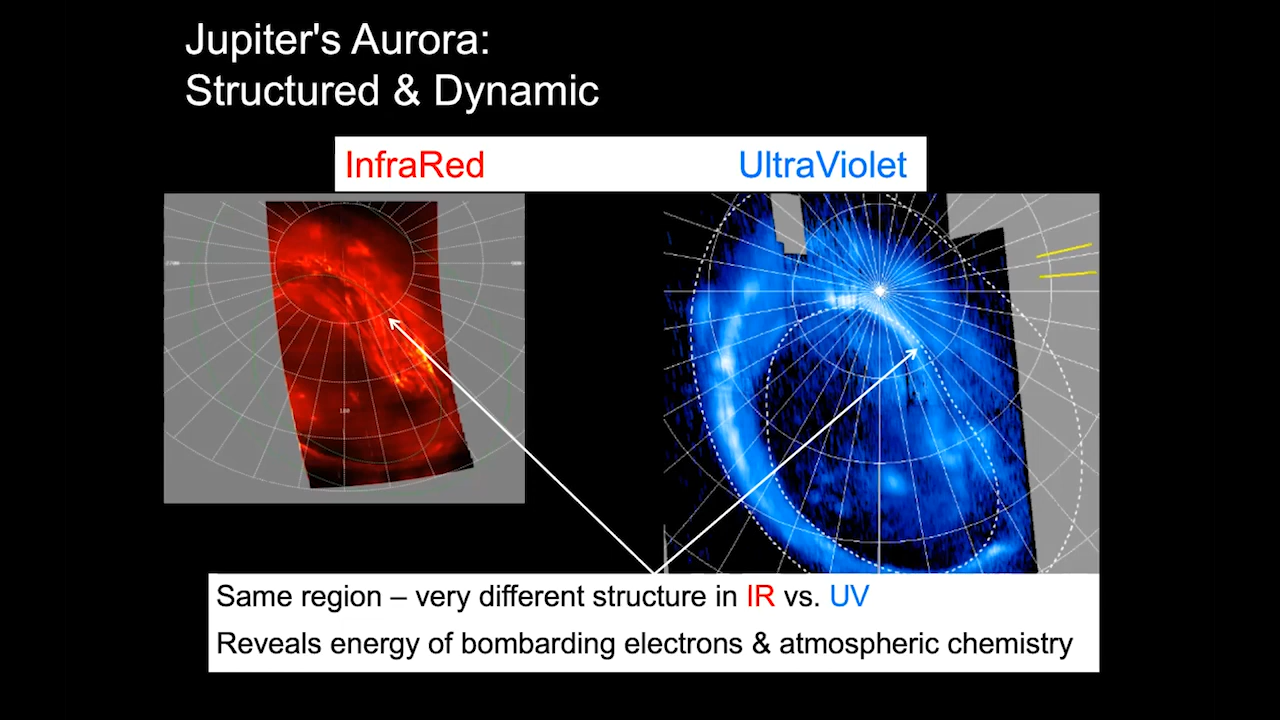 Jupiter's Aurora:
Structured & Dynamic
InfraRed
UltraViolet
180
Same region – very different structure in IR vs. UV
Reveals energy of bombarding electrons & atmospheric chemistry